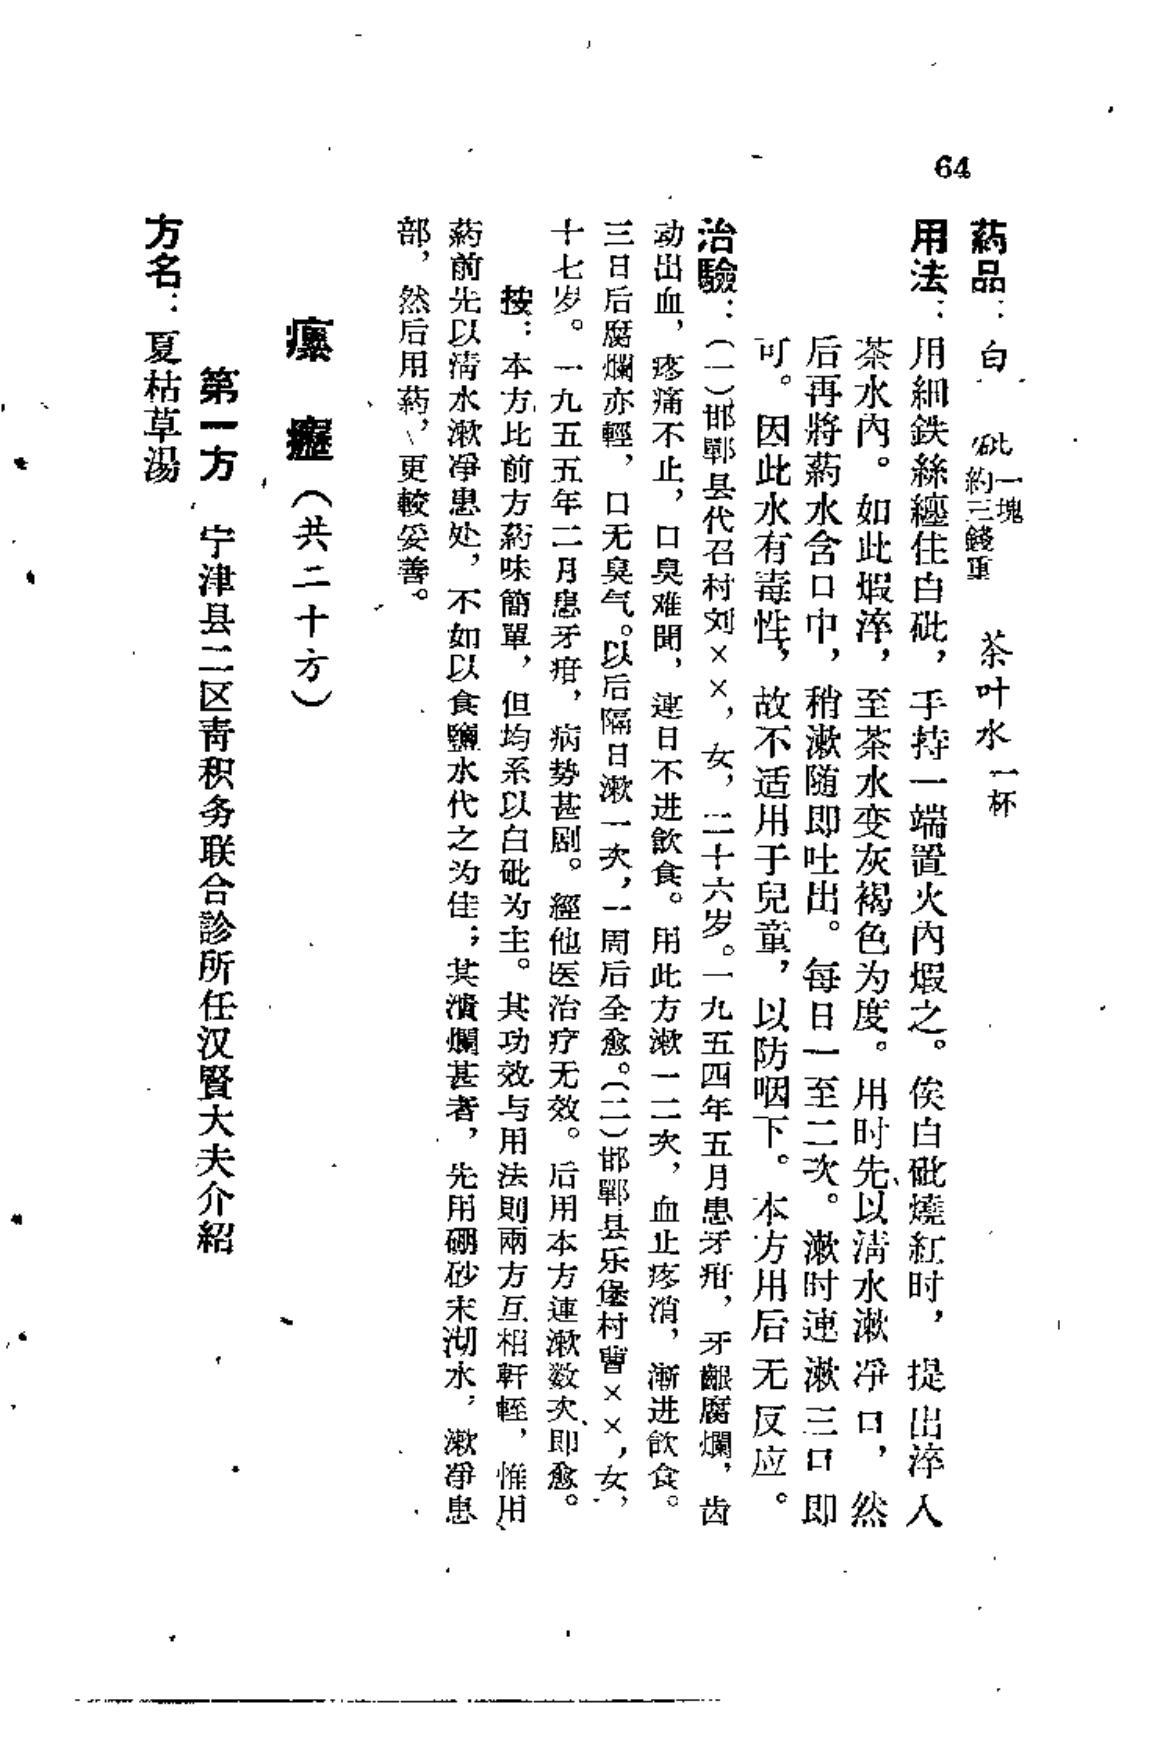 64
药品：白砒一塊約三錢重　茶叶水一杯
用法：用細鉄絲纏住白砒，手持一端置火內煆之。俟白砒燒紅时，提出淬入
茶水內。如此煆淬，至茶水变灰褐色为度。用时先以清水漱凈口，然
后再將药水含口中，稍漱随即吐出。每日一至二次。漱时連漱三口即
可。因此水有毒性，故不适用于兒童，以防咽下。本方用后无反应。
治驗：（一）邯鄲县代召村刘××，女，二十六岁。一九五四年五月患牙疳，牙齦腐爛，齿
动出血，疼痛不止，口臭难聞，連日不进飲食。用此方漱一二次，血止疼消，漸进飲食。
三日后腐爛亦輕，口无臭气。以后隔日漱一次，一周后全愈。（二）邯鄲县乐堡村曹××，女，
十七岁。一九五五年二月患牙疳，病势甚剧。經他医治疗无效。后用本方連漱数次即愈。
按：本方比前方药味簡單，但均系以白砒为主。其功效与用法則兩方互相軒輊，惟用
药前先以清水漱凈患处，不如以食鹽水代之为佳；其潰爛甚者，先用硼砂末沏水，漱凈患
部，然后用药，更較妥善。
瘰癧（共二十方）
第一方　宁津县二区青积务联合診所任汉賢大夫介紹
方名：夏枯草湯